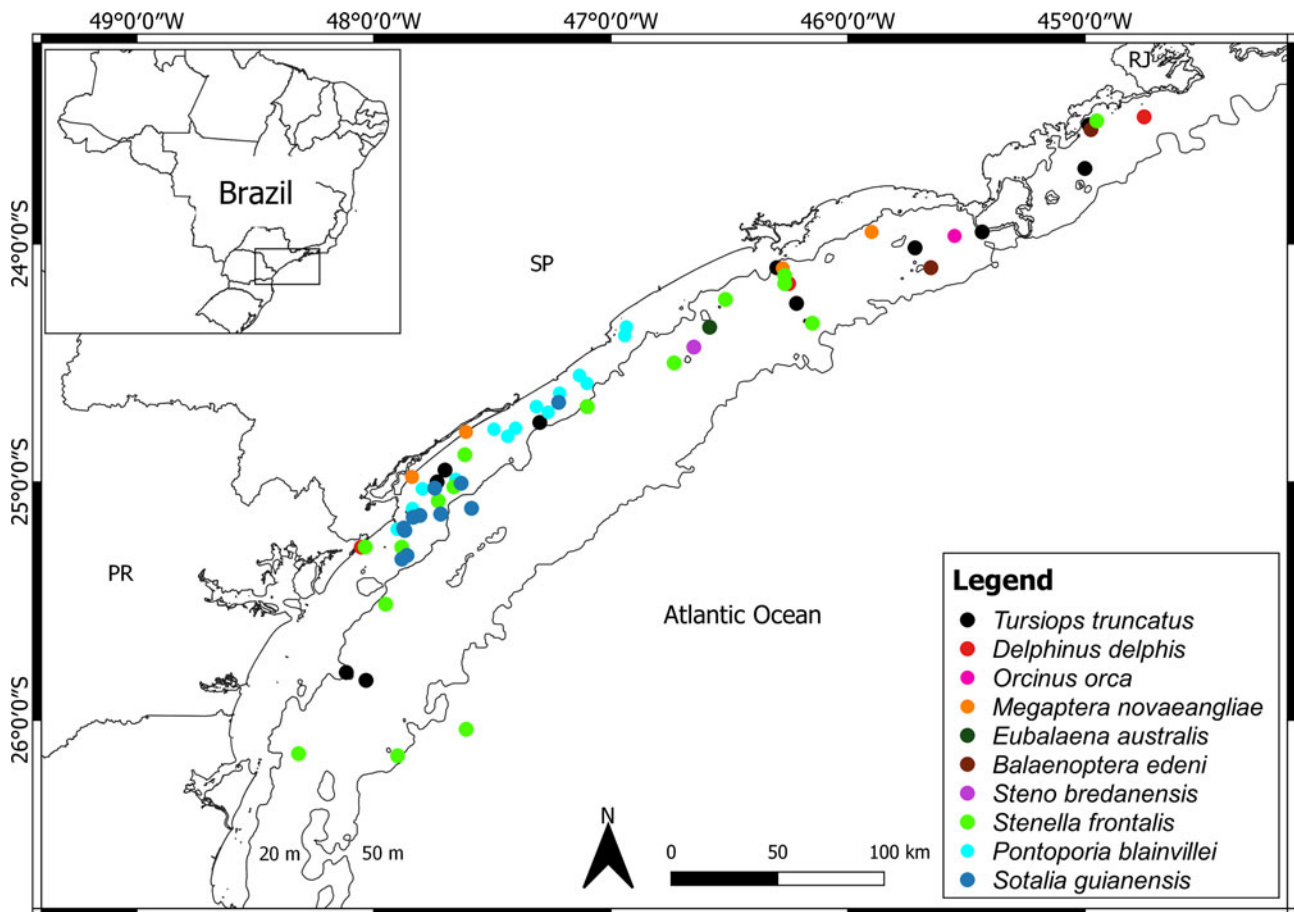 49°0'0"W 48°0'0"W 47°0'0"W 46°0'0"W 45°0'0"W
RJ
Brazil
24°0'0"S
SP
25°0'0"S
PR
Atlantic Ocean
26°0'0"S
20 m 50 m
N
0 50 100 km
Legend
Tursiops truncatus
Delphinus delphis
Orcinus orca
Megaptera novaeangliae
Eubalaena australis
Balaenoptera edeni
Steno bredanensis
Stenella frontalis
Pontoporia blainvillei
Sotalia guianensis